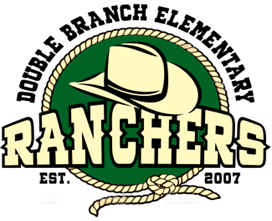 DOUBLE BRANCH ELEMENTARY
RANCHERS
EST. 2007